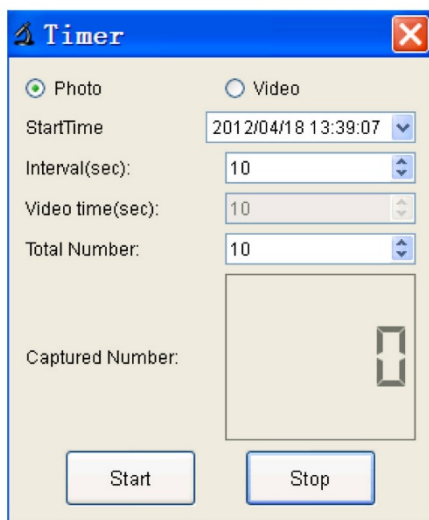 Timer
Photo Video
StartTime 2012/04/18 13:39:07
Interval(sec): 10
Video time(sec): 10
Total Number: 10
Captured Number: 0
Start Stop